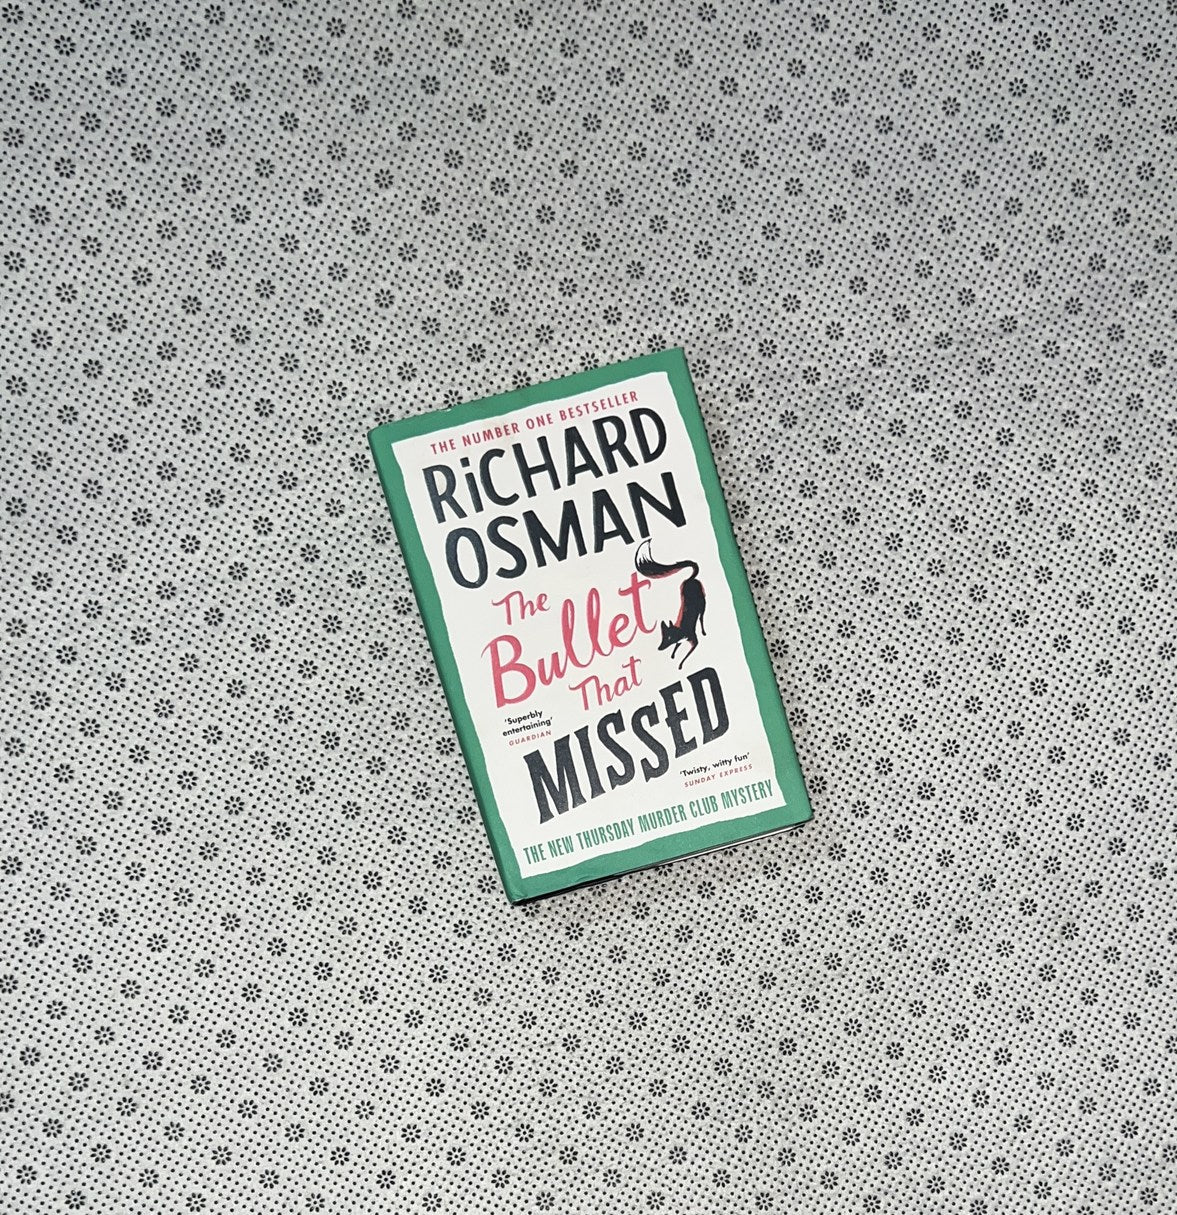 THE NUMBER ONE BESTSELLER
RiCHARD
OSMAN
The
Bullet
That
MISSED
'Superbly
entertaining'
GUARDIAN
'Twisty, witty fun'
SUNDAY EXPRESS
THE NEW THURSDAY MURDER CLUB MYSTERY